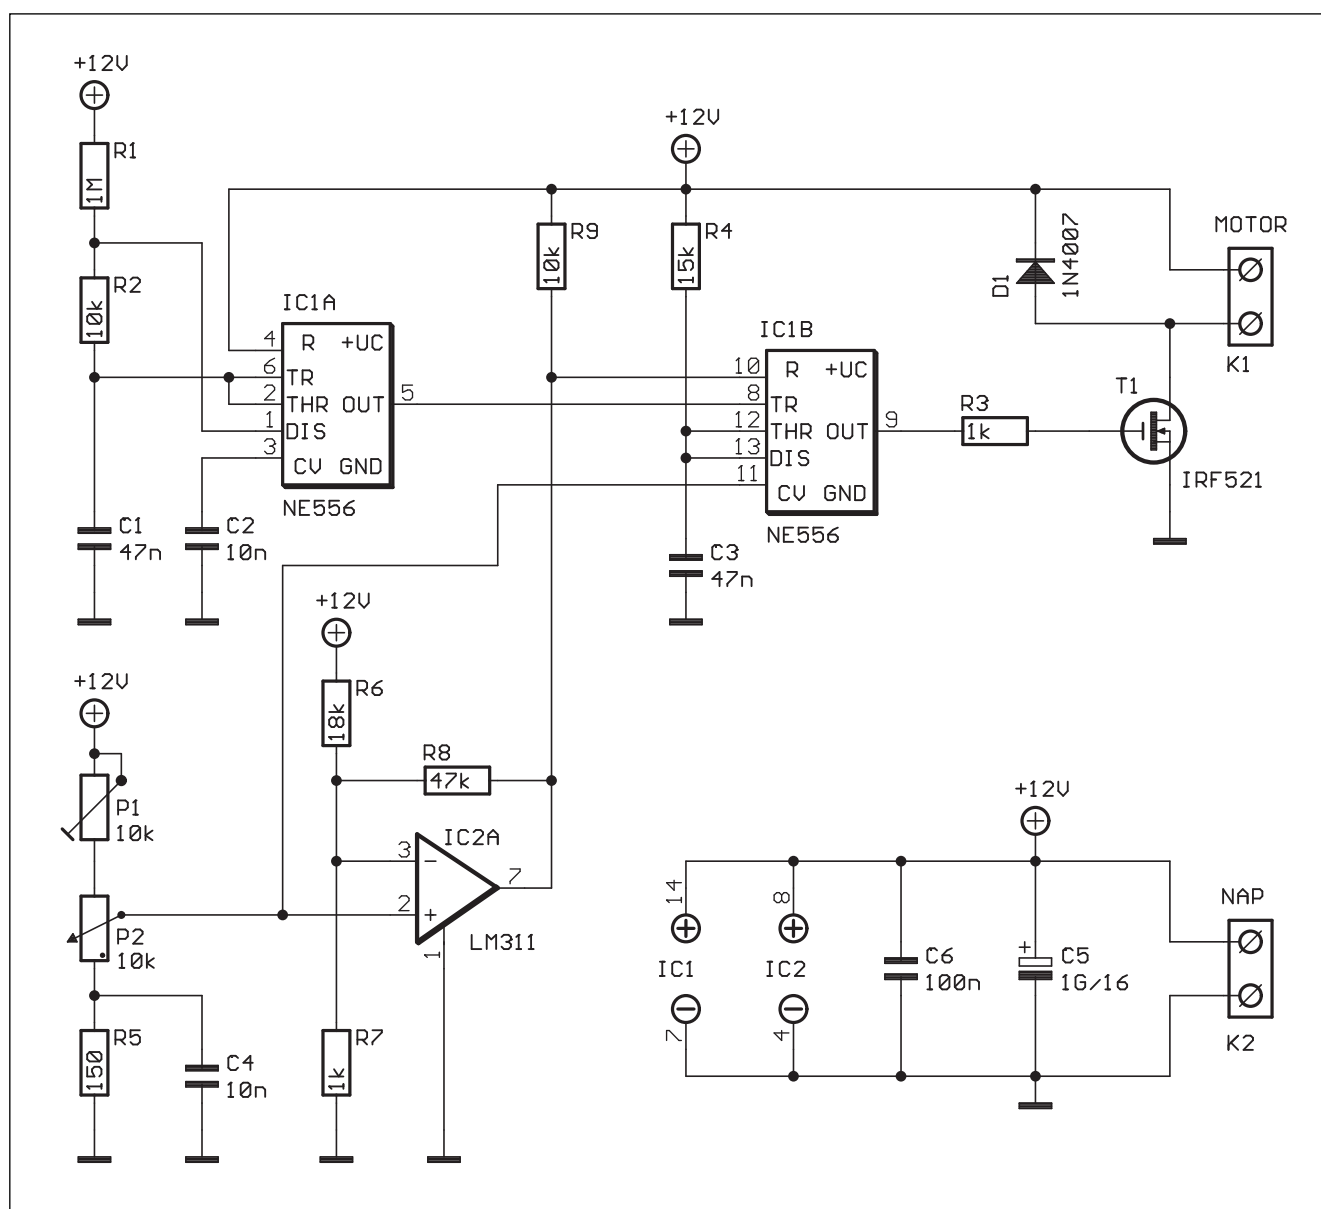 +12V
R1
1M
R2
10k
C1
47n
C2
10n
IC1A
4
R
+UC
6
TR
2
THR
OUT
5
1
DIS
3
CV
GND
NE556
+12V
R9
10k
R4
15k
D1
1N4007
MOTOR
K1
IC1B
10
R
+UC
8
TR
12
THR
OUT
9
13
DIS
11
CV
GND
NE556
R3
1k
T1
IRF521
C3
47n
+12V
R6
18k
R8
47k
IC2A
3
-
7
2
+
1
LM311
R7
1k
+12V
P1
10k
P2
10k
R5
150
C4
10n
+12V
14
8
IC1
IC2
7
4
C6
100n
+
C5
1G/16
NAP
K2